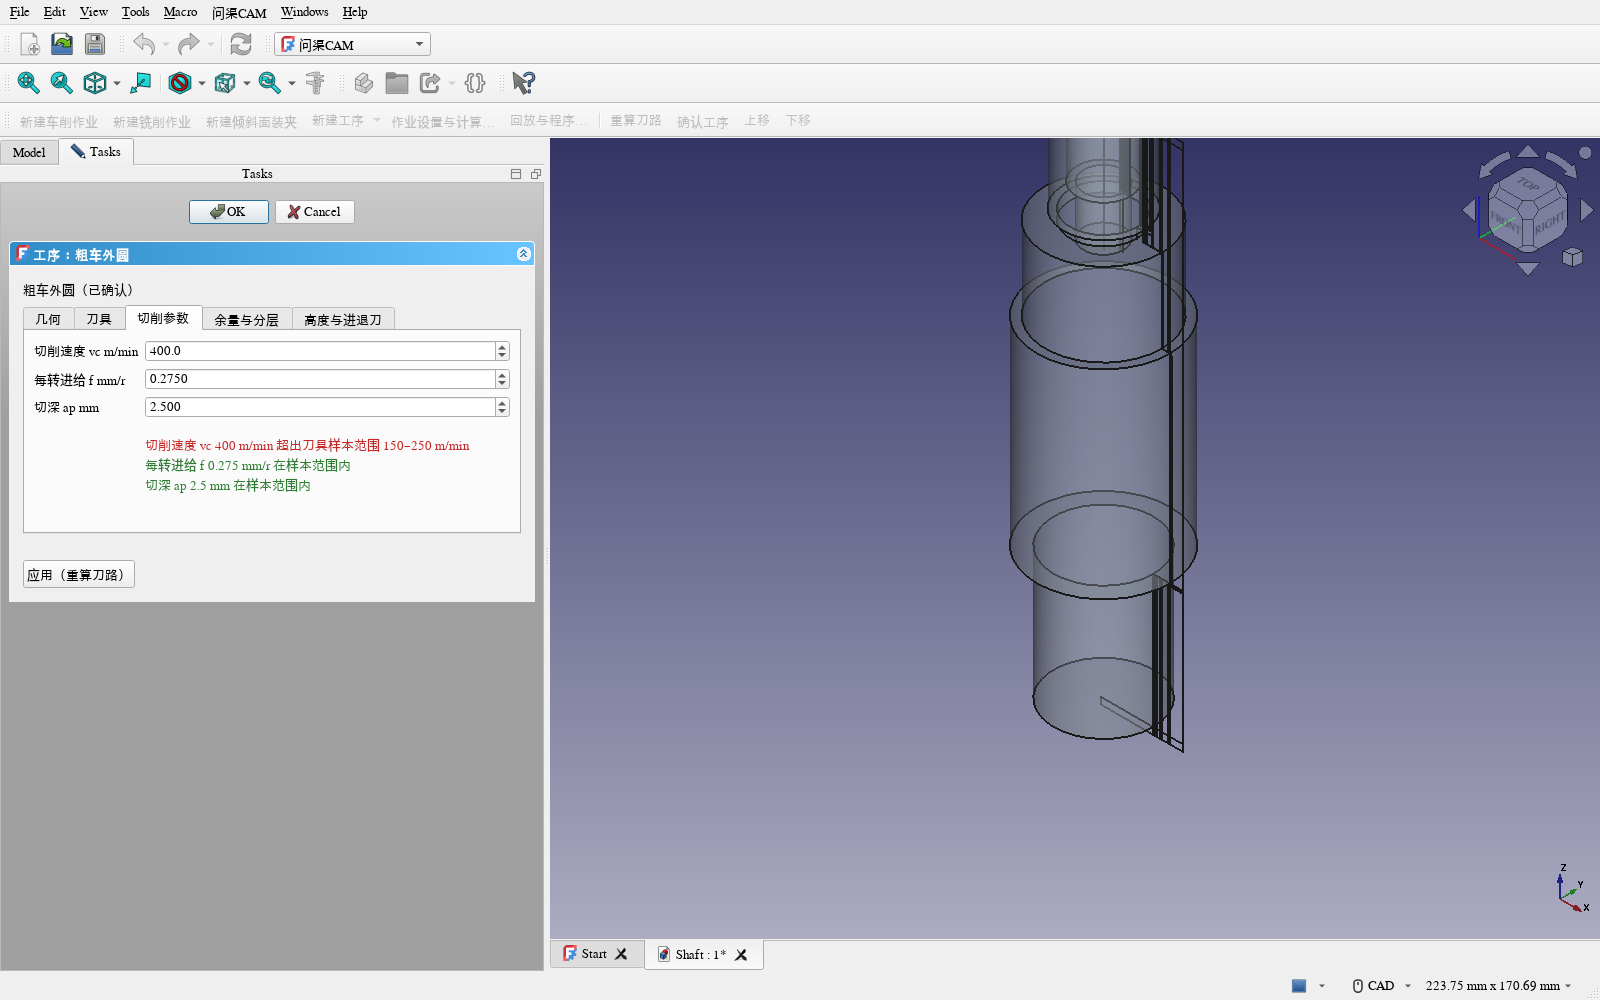 File Edit View Tools Macro 问渠CAM Windows Help
问渠CAM
新建车削作业 新建铣削作业 新建倾斜面装夹 新建工序 作业设置与计算... 回放与程序... 重算刀路 确认工序 上移 下移
Model Tasks
Tasks
OK Cancel
工序：粗车外圆
粗车外圆（已确认）
几何 刀具 切削参数 余量与分层 高度与进退刀
切削速度 vc m/min 400.0
每转进给 f mm/r 0.2750
切深 ap mm 2.500
切削速度 vc 400 m/min 超出刀具样本范围 150–250 m/min
每转进给 f 0.275 mm/r 在样本范围内
切深 ap 2.5 mm 在样本范围内
应用（重算刀路）
TOP
FRONT RIGHT
Z
Y
X
Start Shaft : 1*
CAD 223.75 mm x 170.69 mm